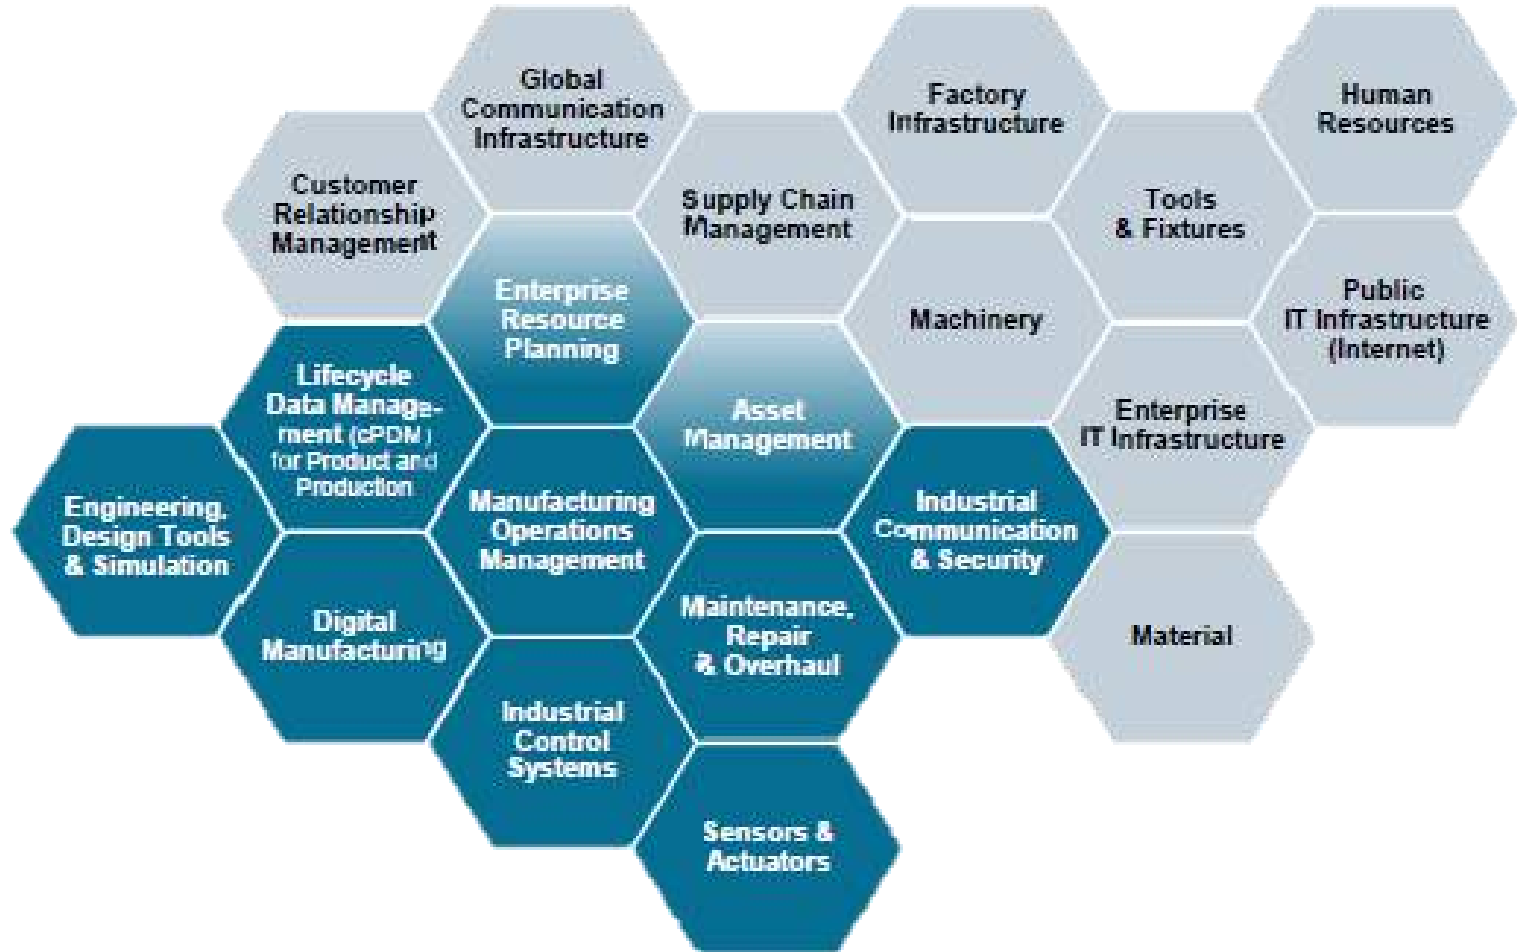 Global
Communication
Infrastructure
Factory
Infrastructure
Human
Resources
Customer
Relationship
Management
Supply Chain
Management
Tools
& Fixtures
Enterprise
Resource
Planning
Machinery
Public
IT Infrastructure
(Internet)
Lifecycle
Data Manage-
ment (cPDM)
for Product and
Production
Asset
Management
Enterprise
IT Infrastructure
Engineering,
Design Tools
& Simulation
Manufacturing
Operations
Management
Industrial
Communication
& Security
Digital
Manufacturing
Maintenance,
Repair
& Overhaul
Material
Industrial
Control
Systems
Sensors &
Actuators